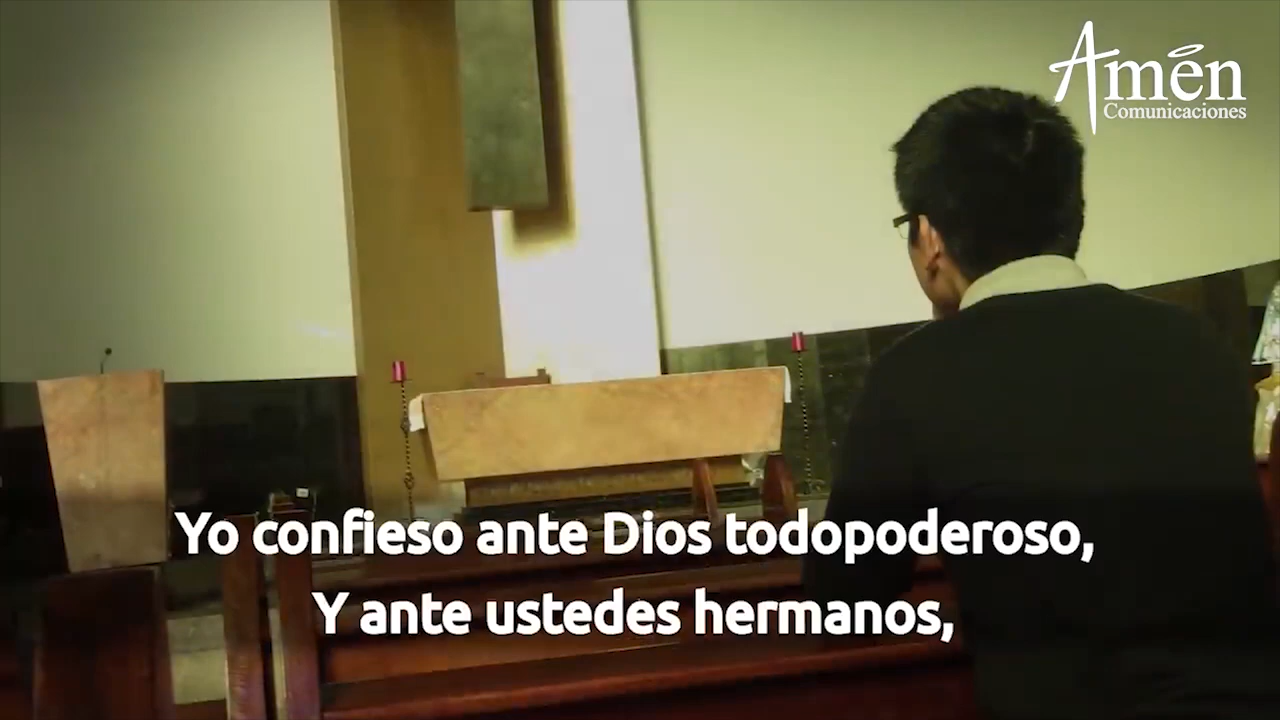 Amén
Comunicaciones
Yo confieso ante Dios todopoderoso,
Y ante ustedes hermanos,